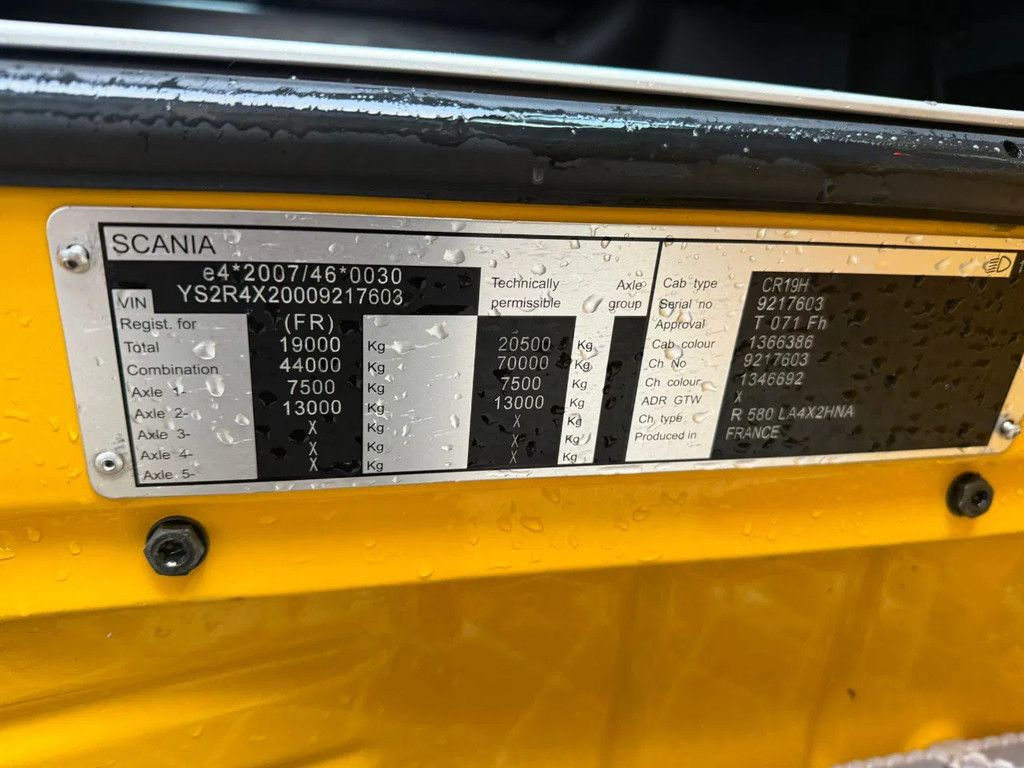 SCANIA
e4*2007/46*0030
VIN YS2R4X20009217603
Technically permissible
Axle group
Regist. for (FR)
Total 19000 Kg 20500 Kg
Combination 44000 Kg 70000 Kg
Axle 1- 7500 Kg 7500 Kg
Axle 2- 13000 Kg 13000 Kg
Axle 3- X Kg X Kg
Axle 4- X Kg X Kg
Axle 5- X Kg X Kg
Cab type CR19H
Serial no 9217603
Approval T 071 Fh
Cab colour 1366386
Ch No 9217603
Ch colour 1346692
ADR GTW X
Ch type R 580 LA4X2HNA
Produced in FRANCE